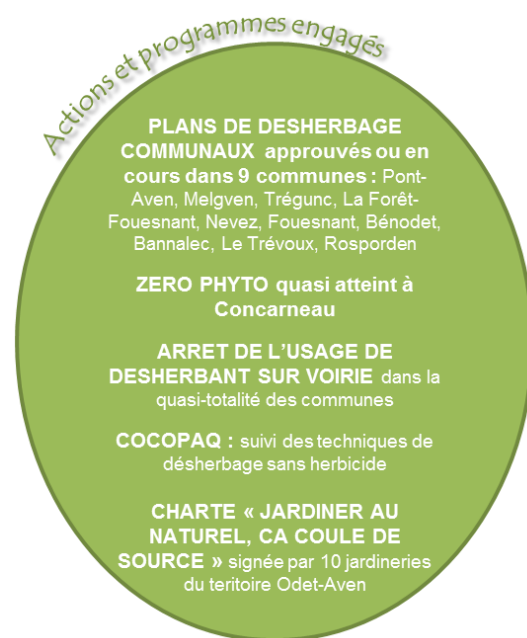 Actions et programmes engagés
PLANS DE DESHERBAGE
COMMUNAUX approuvés ou en
cours dans 9 communes : Pont-
Aven, Melgven, Trégunc, La Forêt-
Fouesnant, Nevez, Fouesnant, Bénodet,
Bannalec, Le Trévoux, Rosporden
ZERO PHYTO quasi atteint à
Concarneau
ARRET DE L'USAGE DE
DESHERBANT SUR VOIRIE dans la
quasi-totalité des communes
COCOPAQ : suivi des techniques de
désherbage sans herbicide
CHARTE « JARDINER AU
NATUREL, CA COULE DE
SOURCE » signée par 10 jardineries
du teritoire Odet-Aven